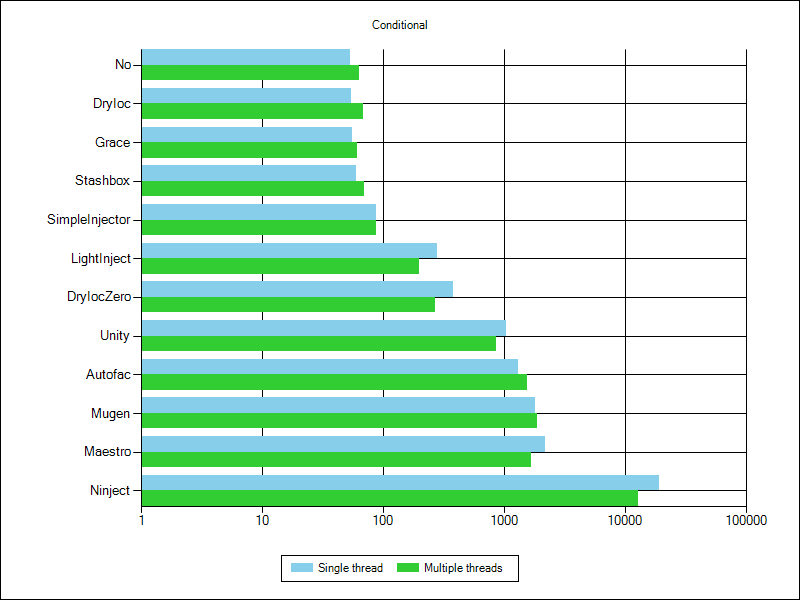 Conditional
No
DryIoc
Grace
Stashbox
SimpleInjector
LightInject
DryIocZero
Unity
Autofac
Mugen
Maestro
Ninject
1 10 100 1000 10000 100000
Single thread Multiple threads